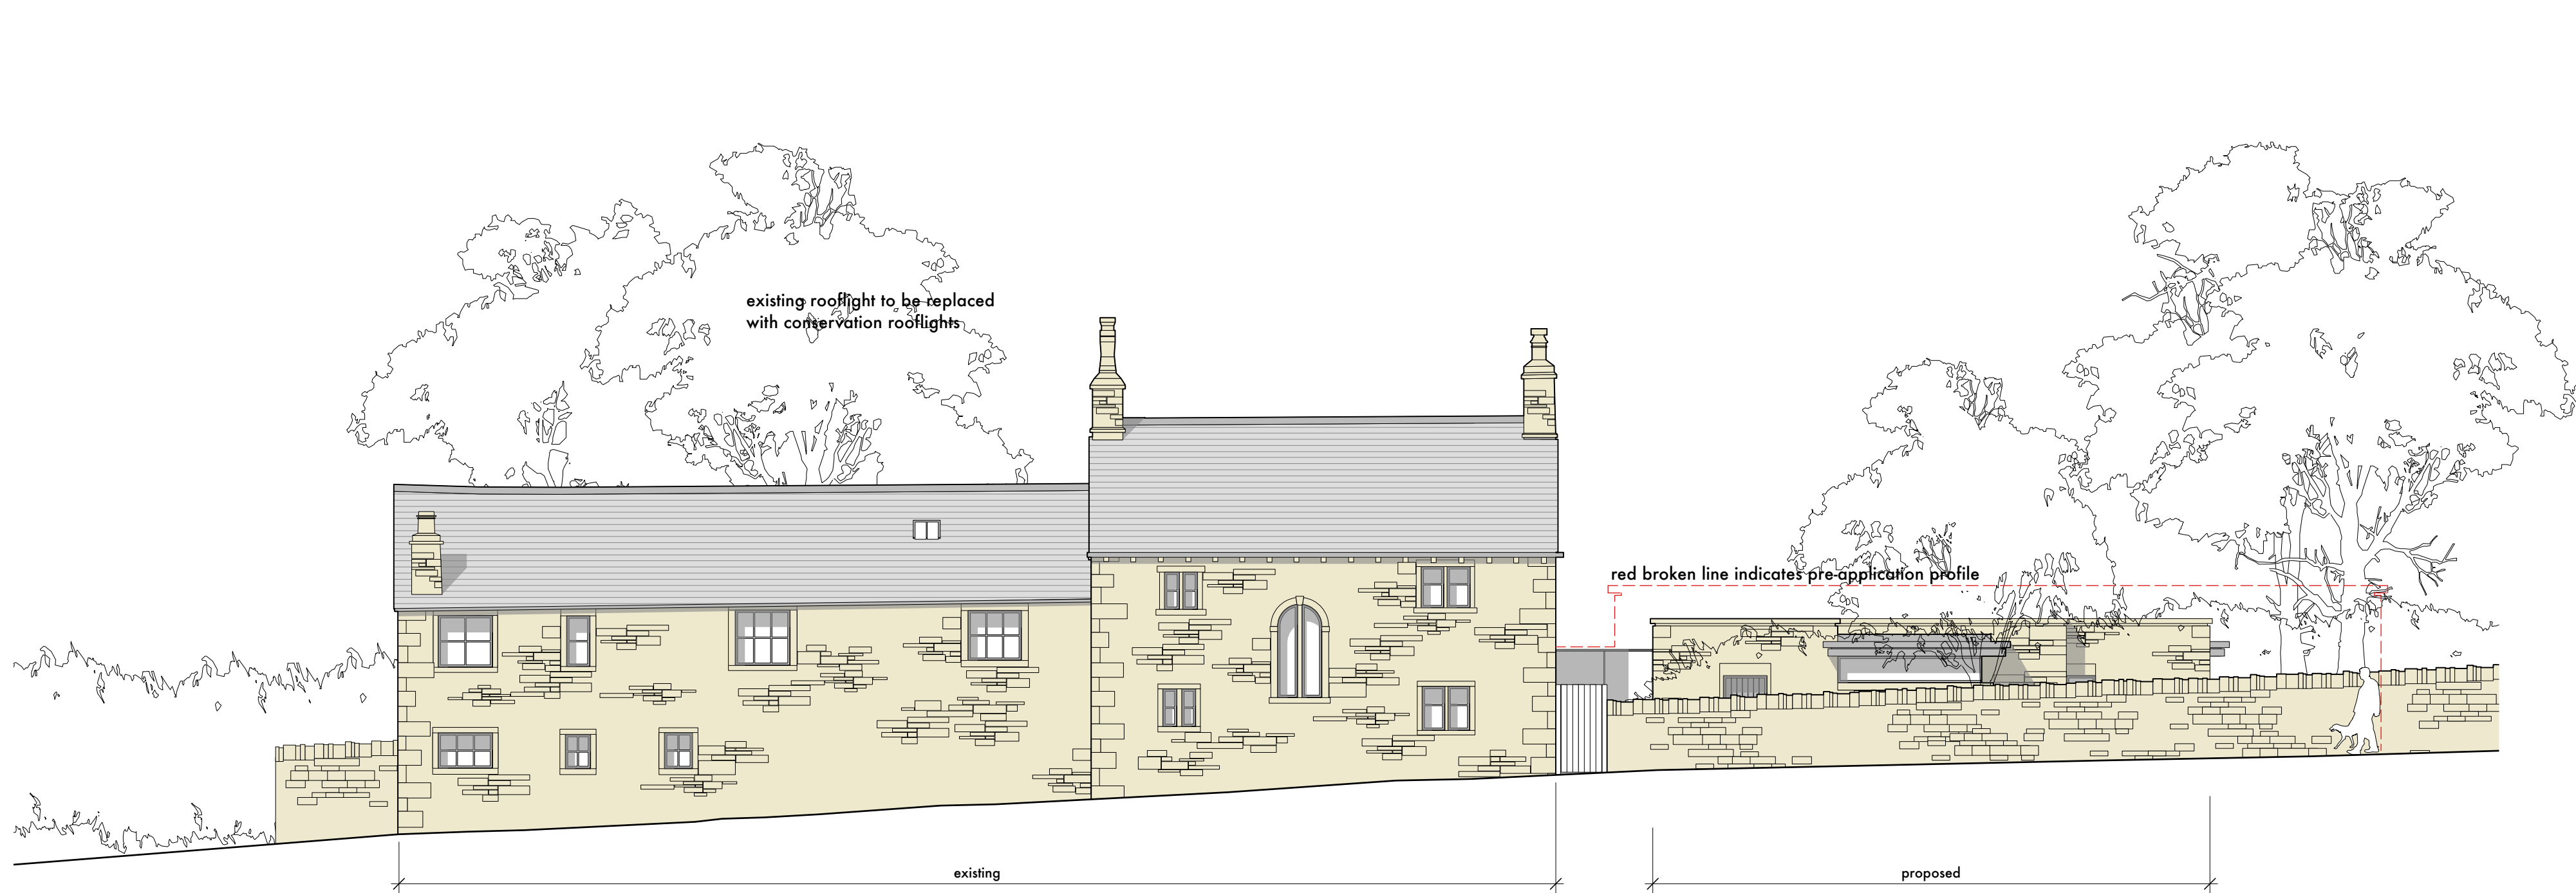 existing rooflight to be replaced
with conservation rooflights
red broken line indicates pre-application profile
existing
proposed